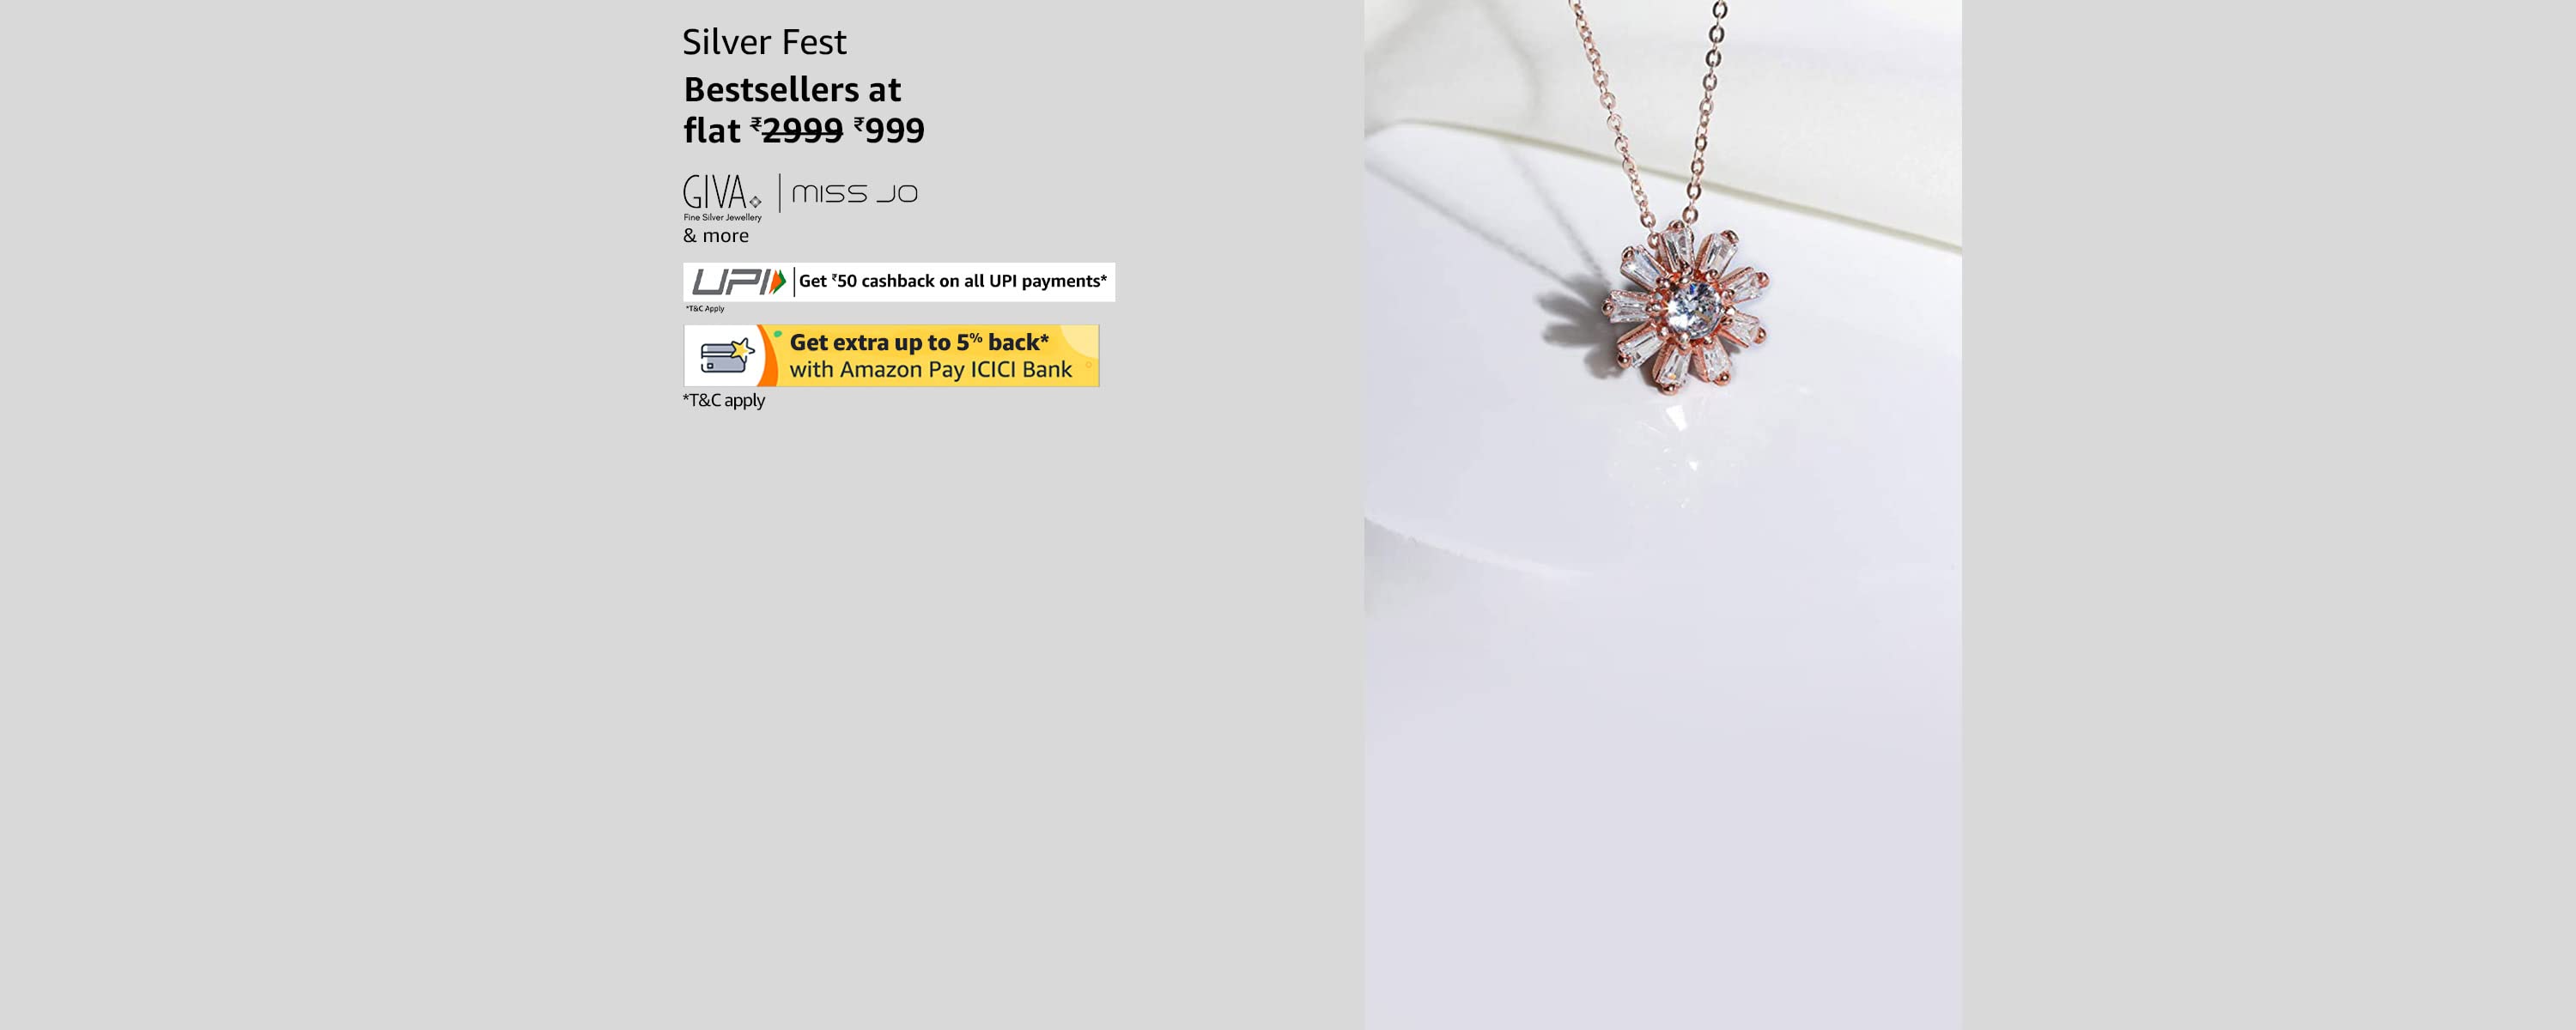 Silver Fest
Bestsellers at
flat ₹2999 ₹999
GIVA | MISS JO
Fine Silver Jewellery
& more
UPI | Get ₹50 cashback on all UPI payments*
*T&C Apply
Get extra up to 5% back*
with Amazon Pay ICICI Bank
*T&C apply